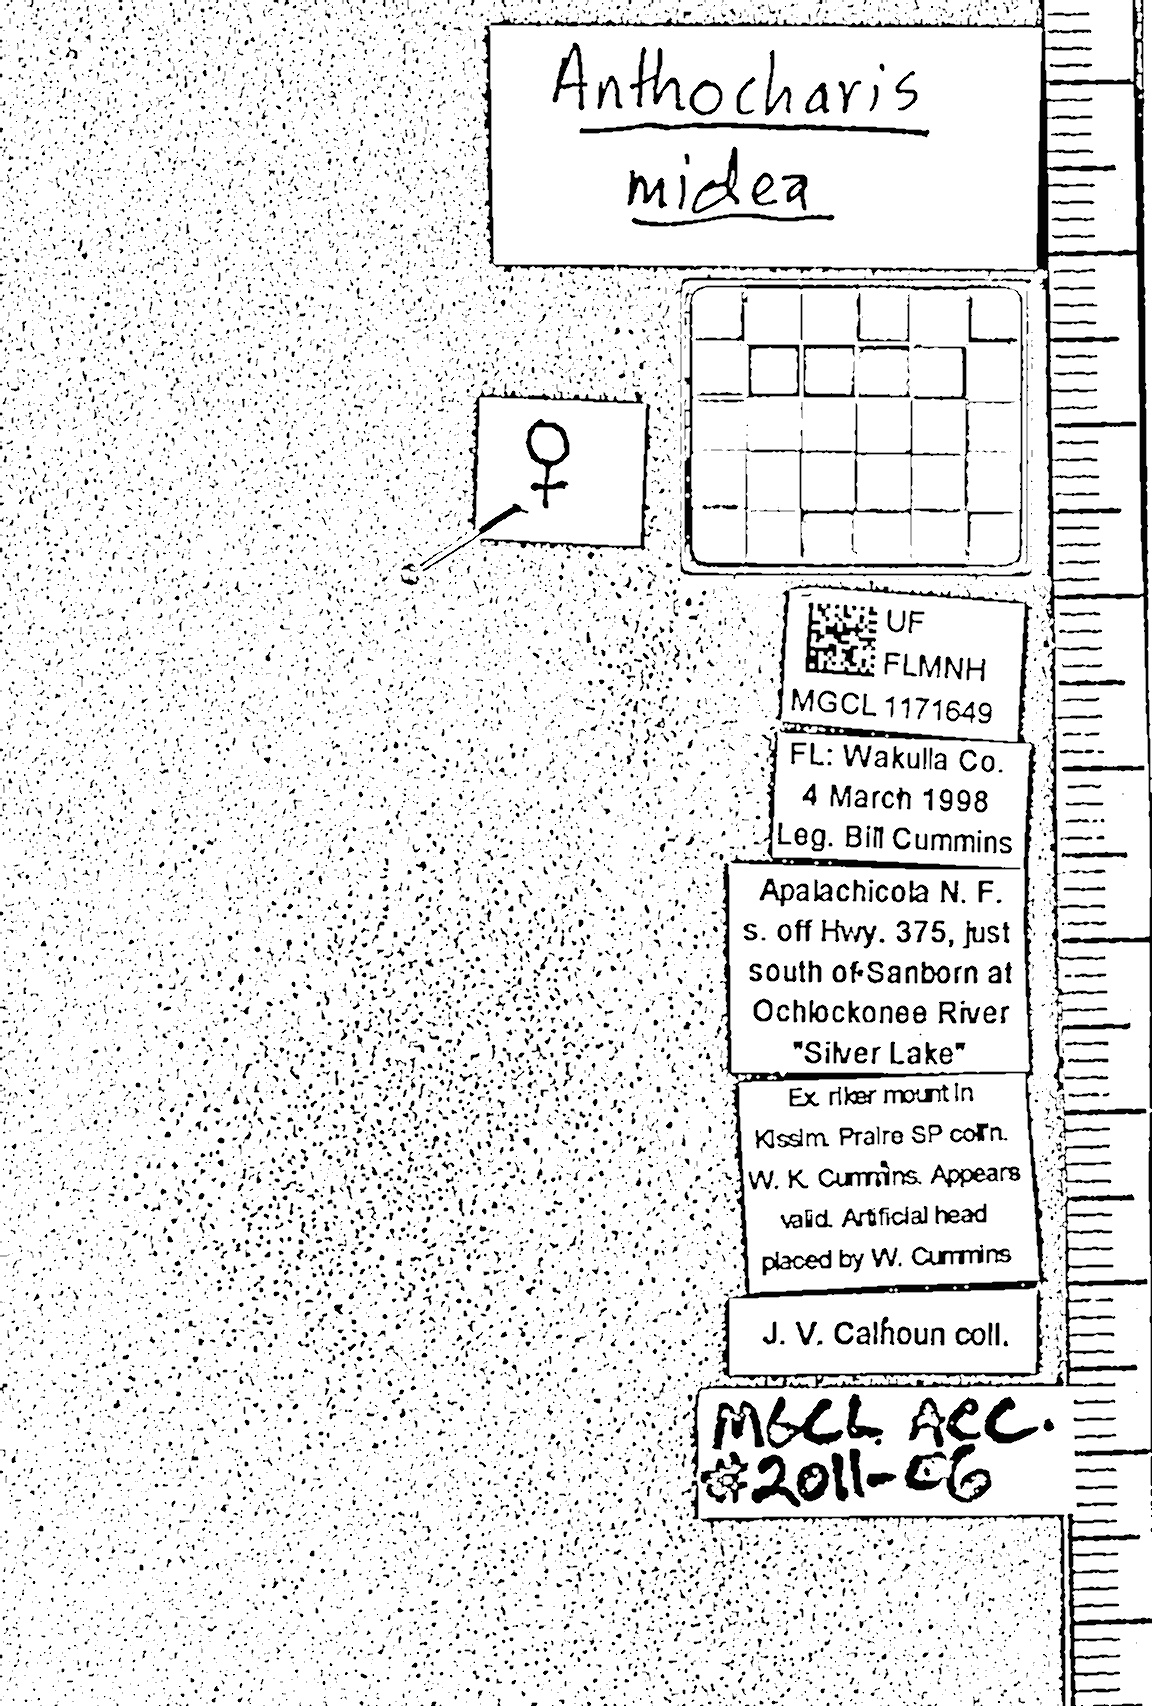 Anthocharis
midea
♀
UF
FLMNH
MGCL 1171649
FL: Wakulla Co.
4 March 1998
Leg. Bill Cummins
Apalachicola N. F.
s. off Hwy. 375, just
south of Sanborn at
Ochlockonee River
"Silver Lake"
Ex. riker mount in
Kissim. Praire SP coll'n.
W. K. Cummins. Appears
valid. Artificial head
placed by W. Cummins
J. V. Calhoun coll.
MGCL ACC.
#2011-06